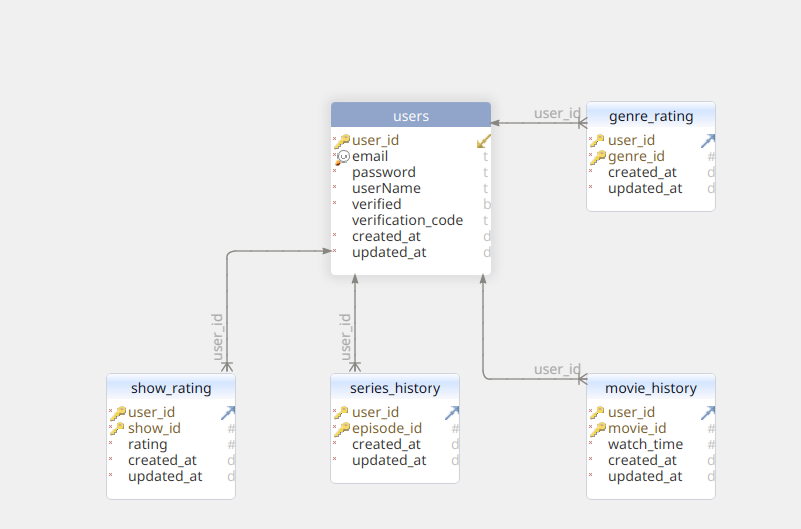 users
user_id
email t
password t
userName t
verified b
verification_code t
created_at d
updated_at d
user_id
genre_rating
user_id
genre_id #
created_at d
updated_at d
user_id
show_rating
user_id
show_id #
rating #
created_at d
updated_at d
user_id
series_history
user_id
episode_id #
created_at d
updated_at d
user_id
movie_history
user_id
movie_id #
watch_time #
created_at d
updated_at d